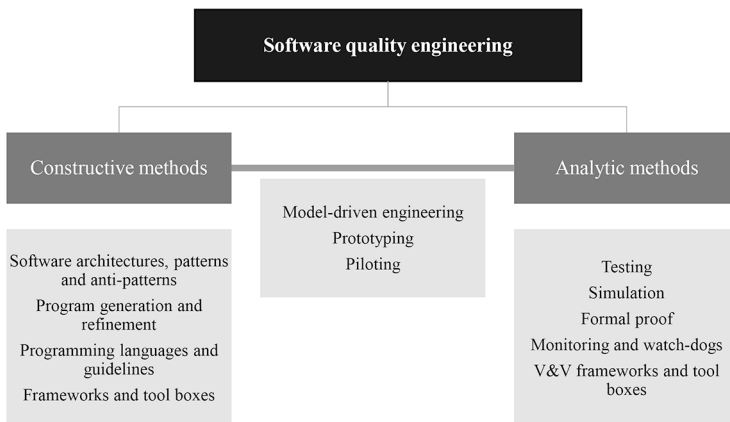 Software quality engineering
Constructive methods
Analytic methods
Model-driven engineering
Prototyping
Piloting
Software architectures, patterns
and anti-patterns
Program generation and
refinement
Programming languages and
guidelines
Frameworks and tool boxes
Testing
Simulation
Formal proof
Monitoring and watch-dogs
V&V frameworks and tool
boxes